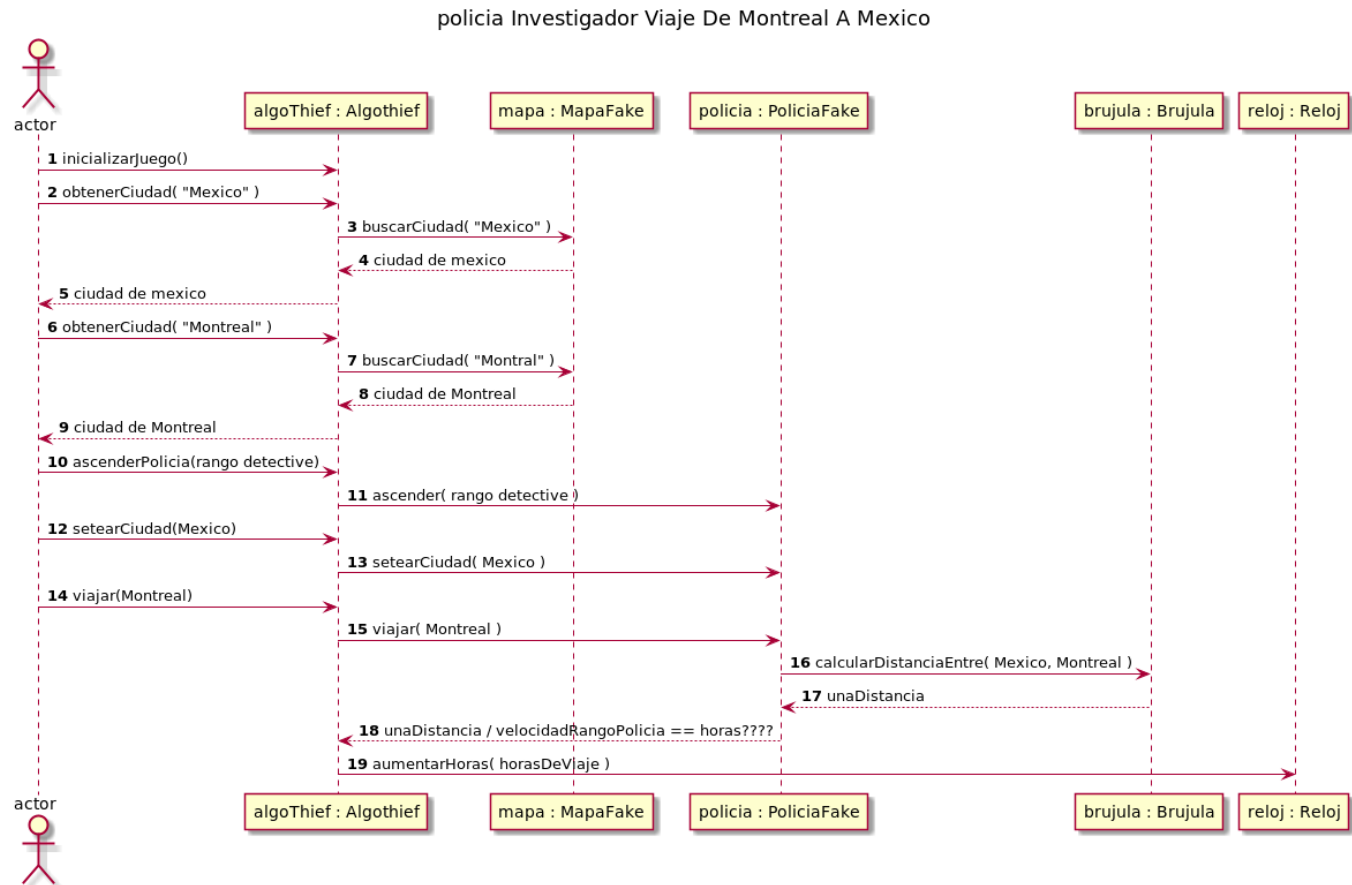 policia Investigador Viaje De Montreal A Mexico
actor
algoThief : Algothief
mapa : MapaFake
policia : PoliciaFake
brujula : Brujula
reloj : Reloj
1 inicializarJuego()
2 obtenerCiudad( "Mexico" )
3 buscarCiudad( "Mexico" )
4 ciudad de mexico
5 ciudad de mexico
6 obtenerCiudad( "Montreal" )
7 buscarCiudad( "Montral" )
8 ciudad de Montreal
9 ciudad de Montreal
10 ascenderPolicia(rango detective)
11 ascender( rango detective )
12 setearCiudad(Mexico)
13 setearCiudad( Mexico )
14 viajar(Montreal)
15 viajar( Montreal )
16 calcularDistanciaEntre( Mexico, Montreal )
17 unaDistancia
18 unaDistancia / velocidadRangoPolicia == horas????
19 aumentarHoras( horasDeViaje )
actor
algoThief : Algothief
mapa : MapaFake
policia : PoliciaFake
brujula : Brujula
reloj : Reloj